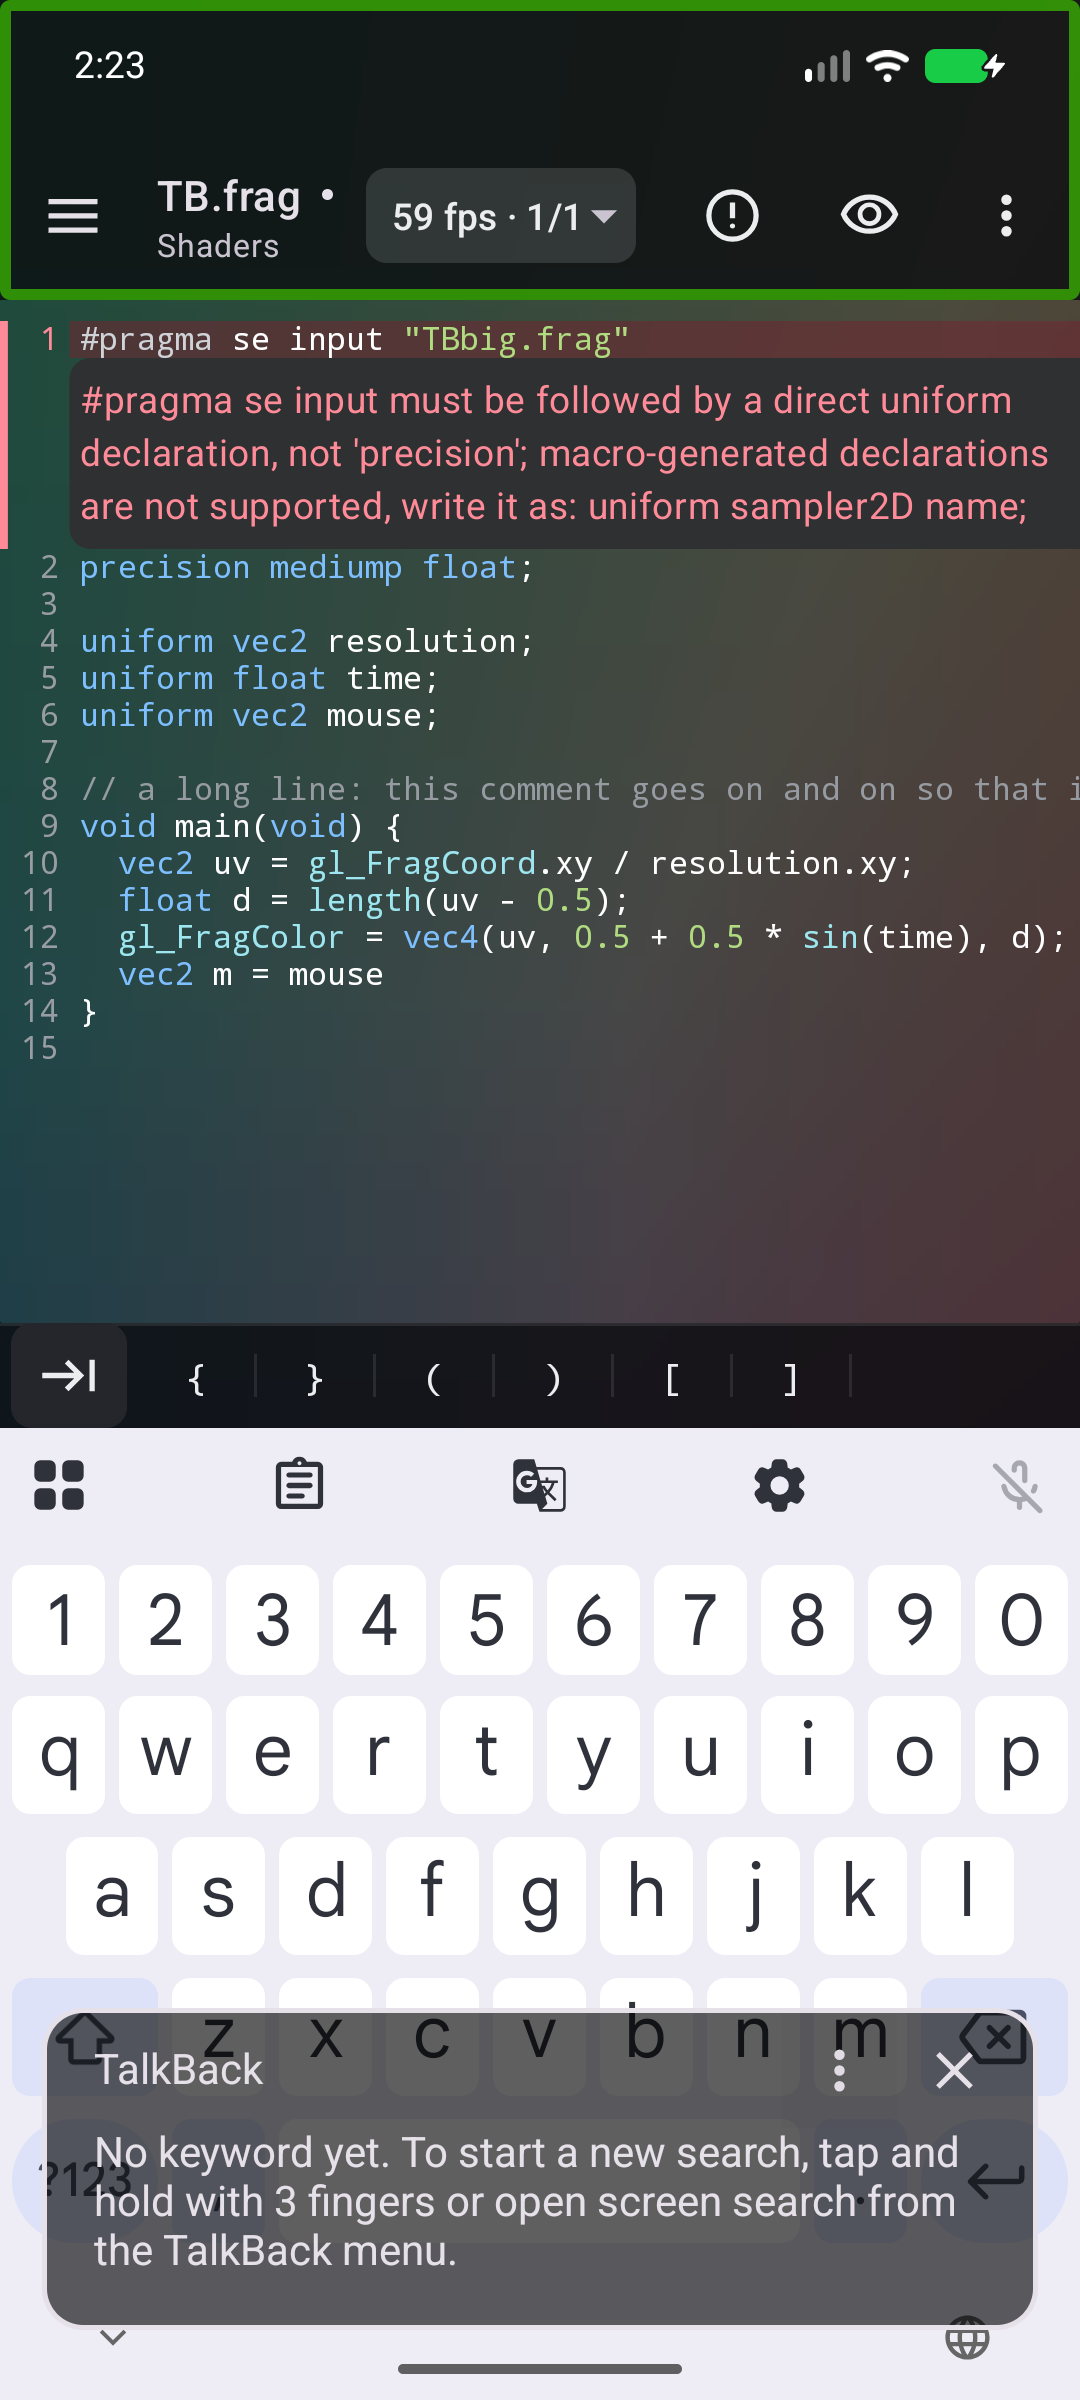 2:23
TB.frag •
Shaders
59 fps · 1/1
1 #pragma se input "TBbig.frag"
#pragma se input must be followed by a direct uniform
declaration, not 'precision'; macro-generated declarations
are not supported, write it as: uniform sampler2D name;
2 precision mediump float;
3
4 uniform vec2 resolution;
5 uniform float time;
6 uniform vec2 mouse;
7
8 // a long line: this comment goes on and on so that i
9 void main(void) {
10   vec2 uv = gl_FragCoord.xy / resolution.xy;
11   float d = length(uv - 0.5);
12   gl_FragColor = vec4(uv, 0.5 + 0.5 * sin(time), d);
13   vec2 m = mouse
14 }
15
{ } ( ) [ ]
G 文
1 2 3 4 5 6 7 8 9 0
q w e r t y u i o p
a s d f g h j k l
z x c v b n m
TalkBack
?123 , .
No keyword yet. To start a new search, tap and
hold with 3 fingers or open screen search from
the TalkBack menu.